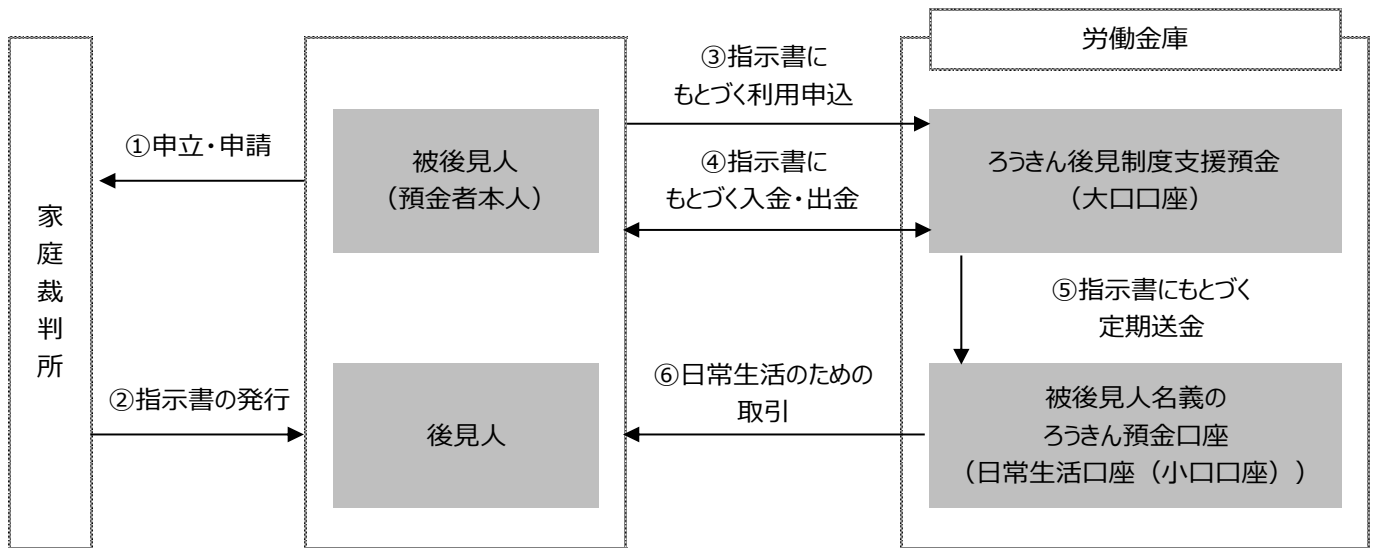 労働金庫
家
庭
裁
判
所
①申立・申請
②指示書の発行
被後見人
（預金者本人）
後見人
③指示書に
もとづく利用申込
④指示書に
もとづく入金・出金
ろうきん後見制度支援預金
（大口口座）
⑤指示書にもとづく
定期送金
⑥日常生活のための
取引
被後見人名義の
ろうきん預金口座
（日常生活口座（小口口座））